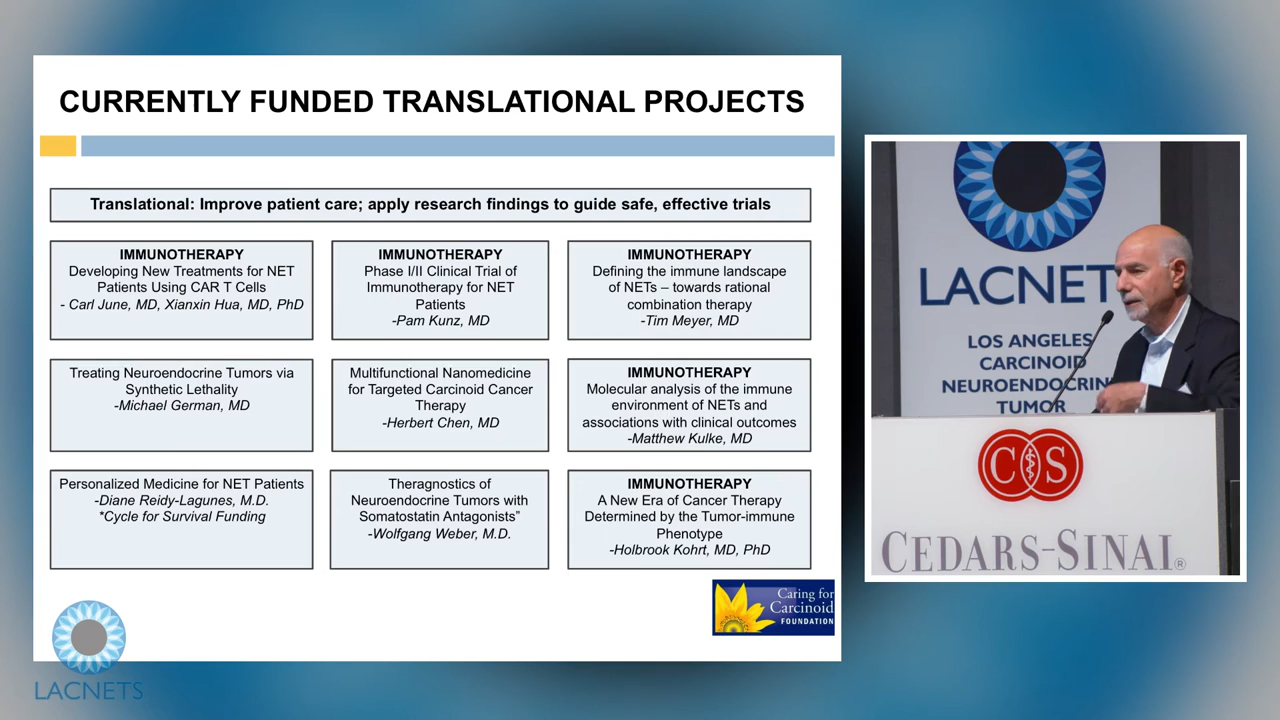 CURRENTLY FUNDED TRANSLATIONAL PROJECTS
Translational: Improve patient care; apply research findings to guide safe, effective trials
IMMUNOTHERAPY
Developing New Treatments for NET
Patients Using CAR T Cells
- Carl June, MD, Xianxin Hua, MD, PhD
IMMUNOTHERAPY
Phase I/II Clinical Trial of
Immunotherapy for NET
Patients
-Pam Kunz, MD
IMMUNOTHERAPY
Defining the immune landscape
of NETs – towards rational
combination therapy
-Tim Meyer, MD
Treating Neuroendocrine Tumors via
Synthetic Lethality
-Michael German, MD
Multifunctional Nanomedicine
for Targeted Carcinoid Cancer
Therapy
-Herbert Chen, MD
IMMUNOTHERAPY
Molecular analysis of the immune
environment of NETs and
associations with clinical outcomes
-Matthew Kulke, MD
Personalized Medicine for NET Patients
-Diane Reidy-Lagunes, M.D.
*Cycle for Survival Funding
Theragnostics of
Neuroendocrine Tumors with
Somatostatin Antagonists”
-Wolfgang Weber, M.D.
IMMUNOTHERAPY
A New Era of Cancer Therapy
Determined by the Tumor-immune
Phenotype
-Holbrook Kohrt, MD, PhD
Caring for
Carcinoid
FOUNDATION
LACNETS
LACNET
LOS ANGELES
CARCINOID
NEUROENDOCRIN
TUMOR
CS
CEDARS-SINAI®